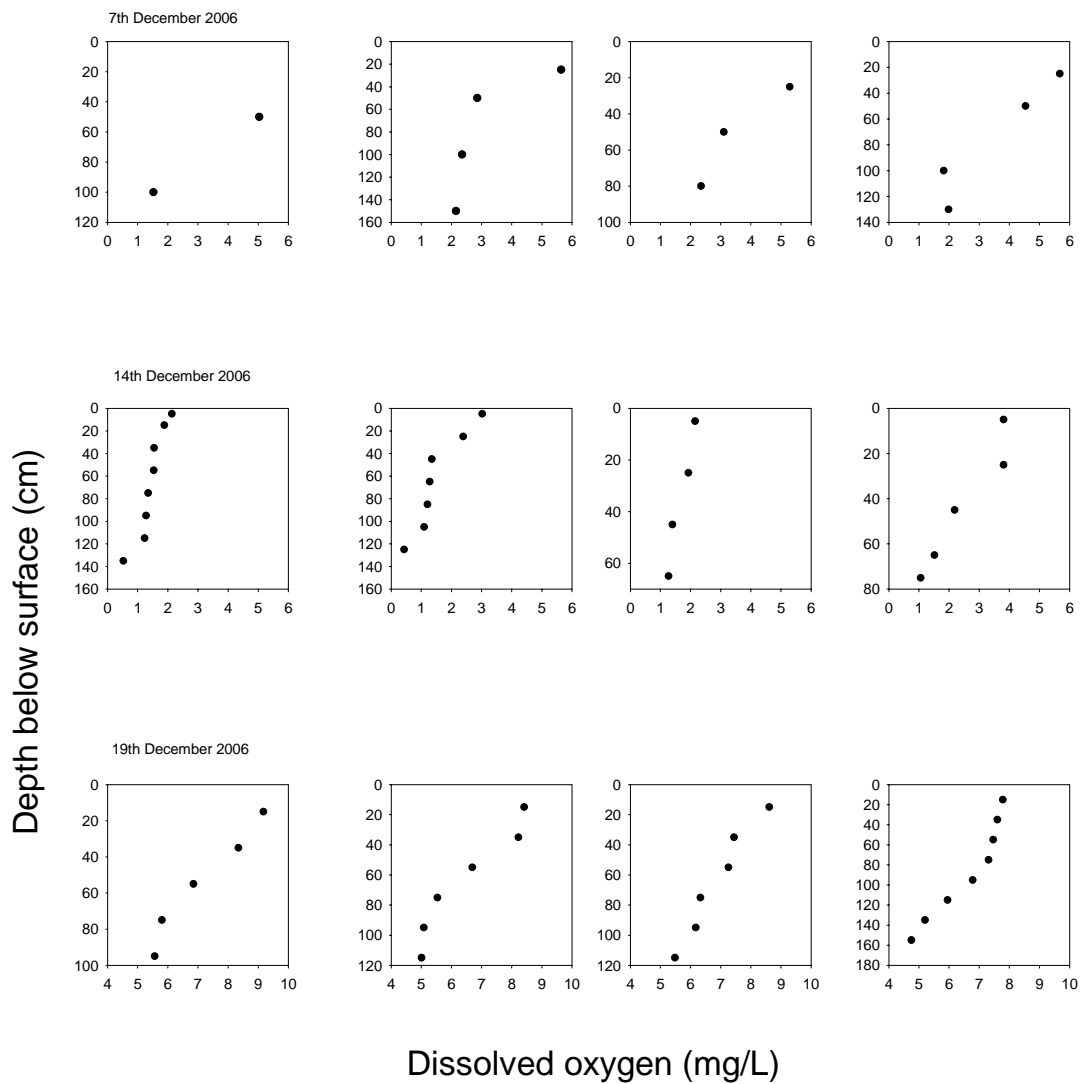 7th December 2006
0 0 0 0
20 20 20 20
40 40 40 40
60 60 60 60
80 80 80 80
100 100 100 100
120 120 120
140 140
160
0 1 2 3 4 5 6 0 1 2 3 4 5 6 0 1 2 3 4 5 6 0 1 2 3 4 5 6
14th December 2006
0 0 0 0
20 20 20 20
40 40 40 40
60 60 60 60
80 80 80
100 100
120 120
140 140
160 160
0 1 2 3 4 5 6 0 1 2 3 4 5 6 0 1 2 3 4 5 6 0 1 2 3 4 5 6
Depth below surface (cm)
19th December 2006
0 0 0 0
20 20 20 20
40 40 40 40
60 60 60 60
80 80 80 80
100 100 100 100
120 120 120
140
160
180
4 5 6 7 8 9 10 4 5 6 7 8 9 10 4 5 6 7 8 9 10 4 5 6 7 8 9 10
Dissolved oxygen (mg/L)